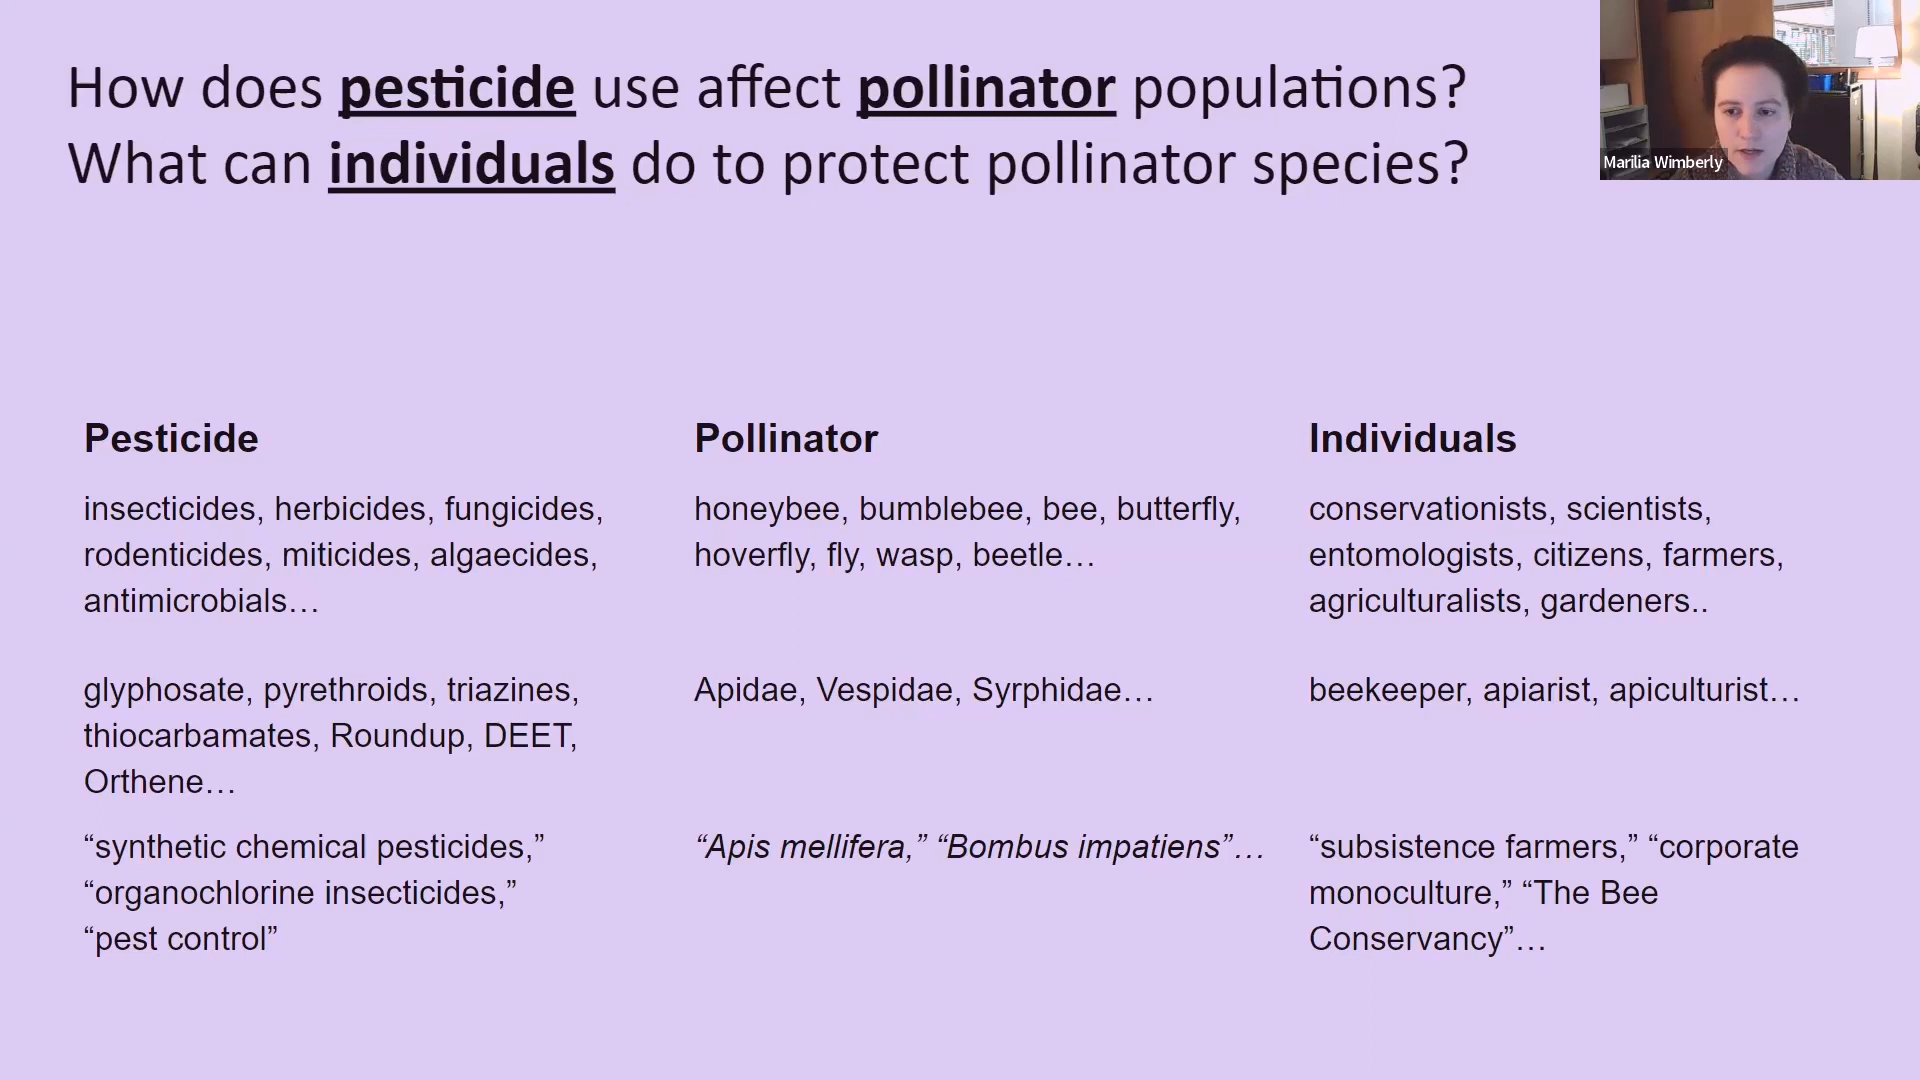 How does pesticide use affect pollinator populations?
What can individuals do to protect pollinator species?
Marilia Wimberly
Pesticide
insecticides, herbicides, fungicides,
rodenticides, miticides, algaecides,
antimicrobials…
glyphosate, pyrethroids, triazines,
thiocarbamates, Roundup, DEET,
Orthene…
“synthetic chemical pesticides,”
“organochlorine insecticides,”
“pest control”
Pollinator
honeybee, bumblebee, bee, butterfly,
hoverfly, fly, wasp, beetle…
Apidae, Vespidae, Syrphidae…
“Apis mellifera,” “Bombus impatiens”…
Individuals
conservationists, scientists,
entomologists, citizens, farmers,
agriculturalists, gardeners..
beekeeper, apiarist, apiculturist…
“subsistence farmers,” “corporate
monoculture,” “The Bee
Conservancy”…